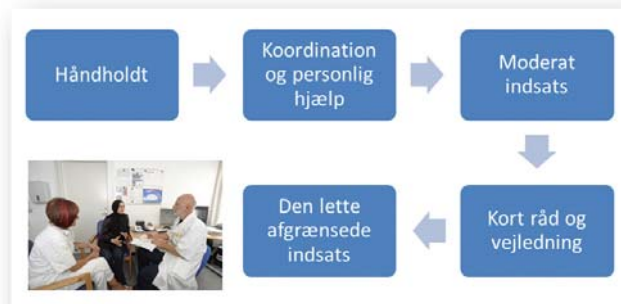 Håndholdt
Koordination
og personlig
hjælp
Moderat
indsats
Kort råd og
vejledning
Den lette
afgrænsede
indsats